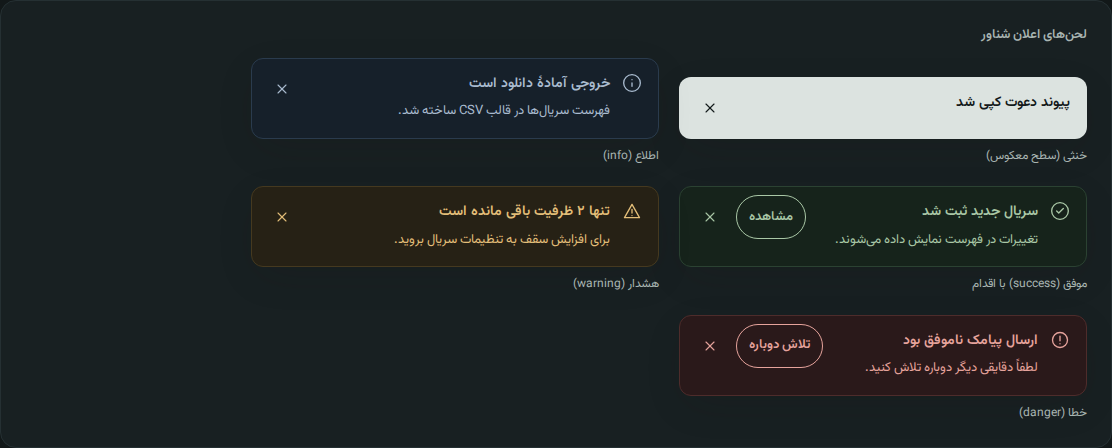 لحن‌های اعلان شناور
پیوند دعوت کپی شد
خنثی (سطح معکوس)
خروجی آمادهٔ دانلود است
فهرست سریال‌ها در قالب CSV ساخته شد.
اطلاع (info)
سریال جدید ثبت شد
تغییرات در فهرست نمایش داده می‌شوند.
مشاهده
موفق (success) با اقدام
تنها ۲ ظرفیت باقی مانده است
برای افزایش سقف به تنظیمات سریال بروید.
هشدار (warning)
ارسال پیامک ناموفق بود
لطفاً دقایقی دیگر دوباره تلاش کنید.
تلاش دوباره
خطا (danger)